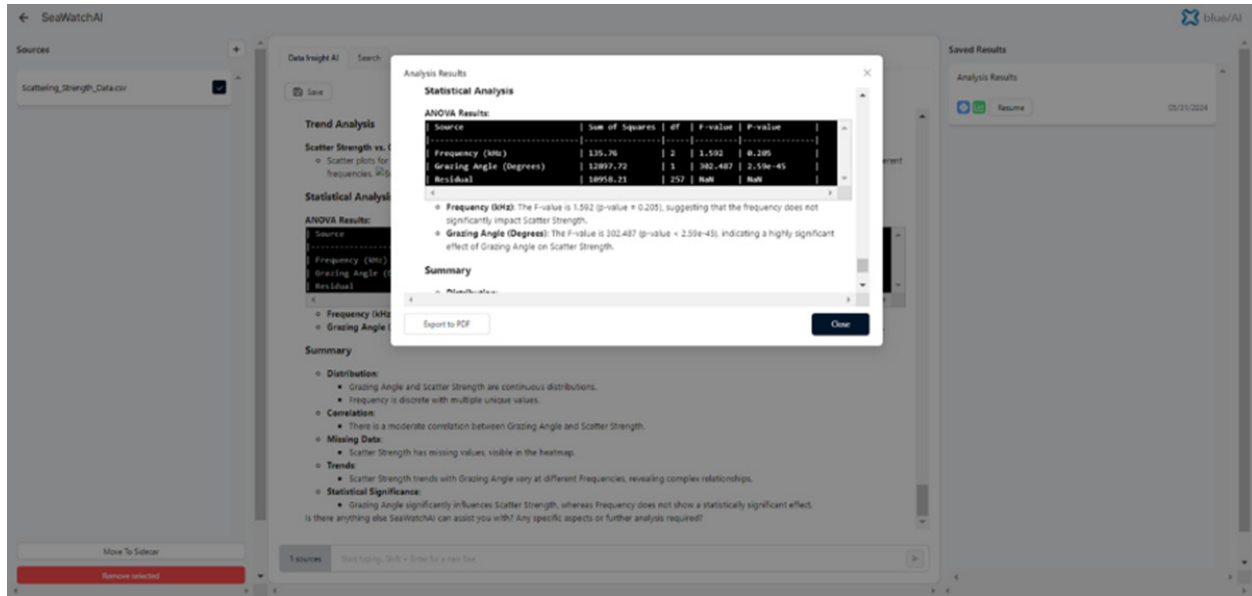 SeaWatchAI
blue/AI
Sources
+
Scattering_Strength_Data.csv
Move To Sidecar
Remove selected
Data Insight AI Search
Save
Trend Analysis
Scatter Strength vs.
Scatter plots for
frequencies.
erent
Statistical Analysis
ANOVA Results:
| Source
| Frequency (kHz)
| Grazing Angle (
| Residual
Frequency (kHz
Grazing Angle (
Summary
Distribution:
Grazing Angle and Scatter Strength are continuous distributions.
Frequency is discrete with multiple unique values.
Correlation:
There is a moderate correlation between Grazing Angle and Scatter Strength.
Missing Data:
Scatter Strength has missing values, visible in the heatmap.
Trends:
Scatter Strength trends with Grazing Angle vary at different Frequencies, revealing complex relationships.
Statistical Significance:
Grazing Angle significantly influences Scatter Strength, whereas Frequency does not show a statistically significant effect.
Is there anything else SeaWatchAI can assist you with? Any specific aspects or further analysis required?
1 sources Start typing, Shift + Enter for a new line
Analysis Results
Statistical Analysis
ANOVA Results:
| Source | Sum of Squares | df | F-value | P-value |
| Frequency (kHz) | 135.76 | 2 | 1.592 | 0.205 |
| Grazing Angle (Degrees) | 12897.72 | 1 | 302.487 | 2.59e-45 |
| Residual | 10958.21 | 257 | NaN | NaN |
Frequency (kHz): The F-value is 1.592 (p-value = 0.205), suggesting that the frequency does not
significantly impact Scatter Strength.
Grazing Angle (Degrees): The F-value is 302.487 (p-value < 2.59e-45), indicating a highly significant
effect of Grazing Angle on Scatter Strength.
Summary
Distribution:
Export to PDF
Close
Saved Results
Analysis Results
Resume
05/31/2024